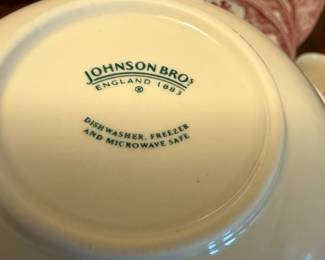 JOHNSON BROS
ENGLAND 1883
®
DISHWASHER, FREEZER
AND MICROWAVE SAFE